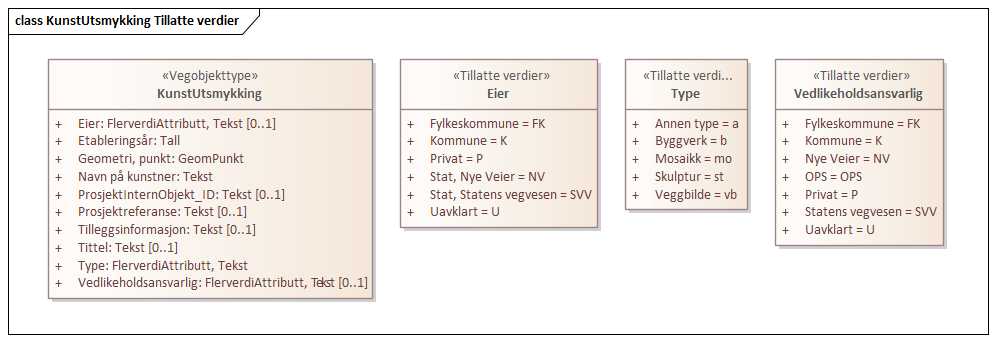 class KunstUtsmykking Tillatte verdier
«Vegobjekttype»
KunstUtsmykking
+ Eier: FlerverdiAttributt, Tekst [0..1]
+ Etableringsår: Tall
+ Geometri, punkt: GeomPunkt
+ Navn på kunstner: Tekst
+ ProsjektInternObjekt_ID: Tekst [0..1]
+ Prosjektreferanse: Tekst [0..1]
+ Tilleggsinformasjon: Tekst [0..1]
+ Tittel: Tekst [0..1]
+ Type: FlerverdiAttributt, Tekst
+ Vedlikeholdsansvarlig: FlerverdiAttributt, Tekst [0..1]
«Tillatte verdier»
Eier
+ Fylkeskommune = FK
+ Kommune = K
+ Privat = P
+ Stat, Nye Veier = NV
+ Stat, Statens vegvesen = SVV
+ Uavklart = U
«Tillatte verdi...
Type
+ Annen type = a
+ Byggverk = b
+ Mosaikk = mo
+ Skulptur = st
+ Veggbilde = vb
«Tillatte verdier»
Vedlikeholdsansvarlig
+ Fylkeskommune = FK
+ Kommune = K
+ Nye Veier = NV
+ OPS = OPS
+ Privat = P
+ Statens vegvesen = SVV
+ Uavklart = U